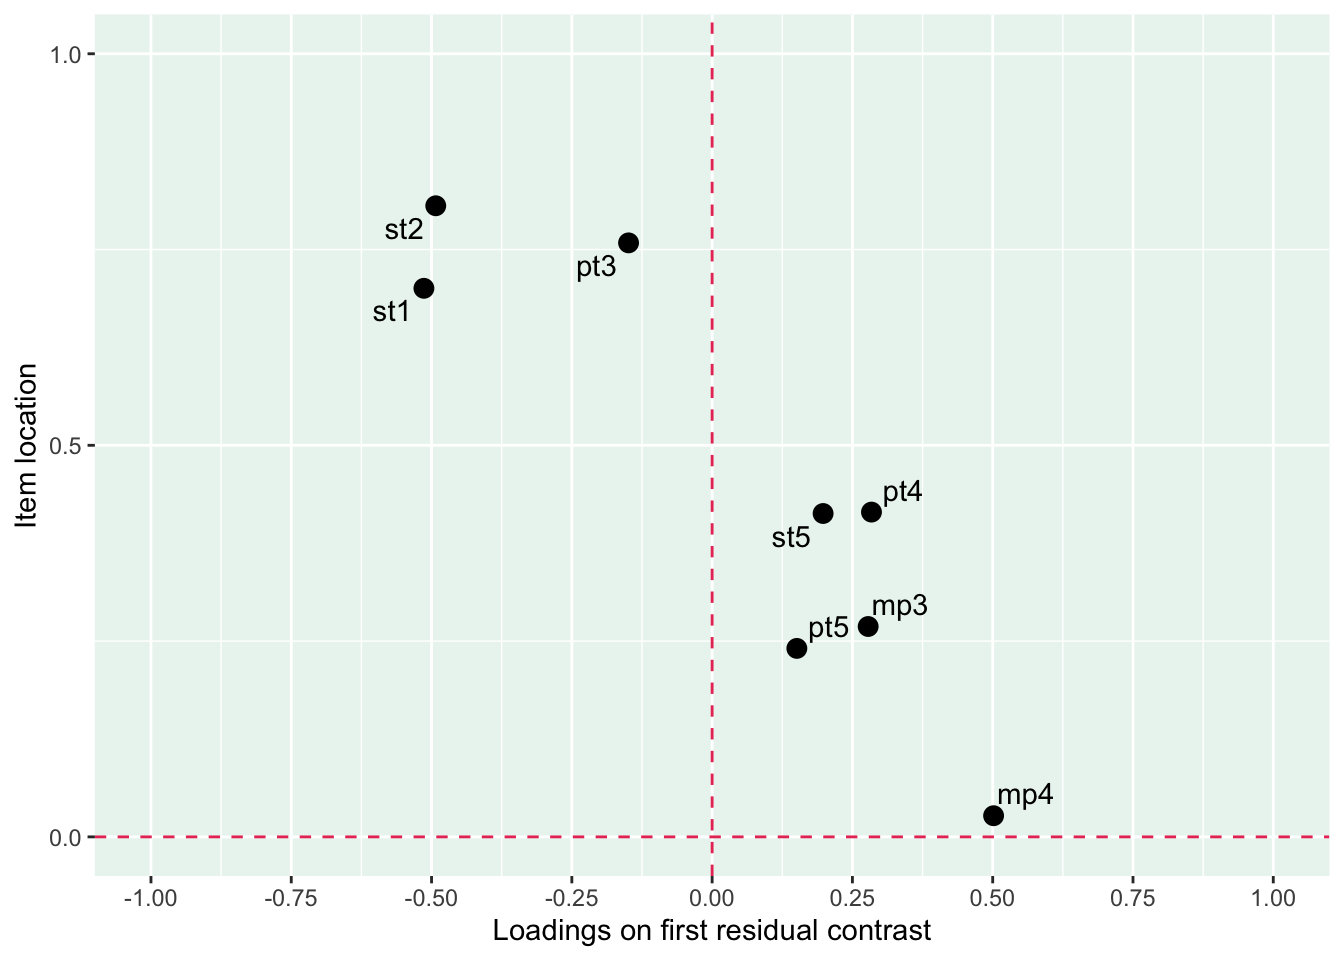 1.0
st2
pt3
st1
Item location
0.5
pt4
st5
mp3
pt5
mp4
0.0
-1.00 -0.75 -0.50 -0.25 0.00 0.25 0.50 0.75 1.00
Loadings on first residual contrast